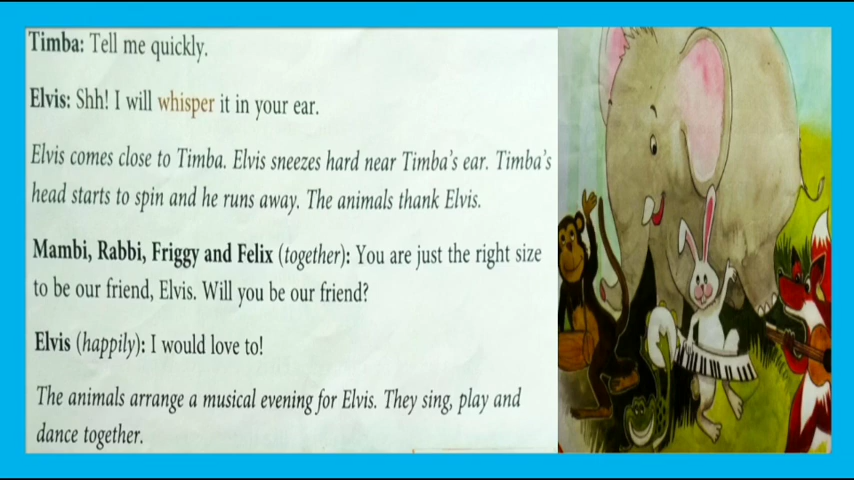 Timba: Tell me quickly.
Elvis: Shh! I will whisper it in your ear.
Elvis comes close to Timba. Elvis sneezes hard near Timba's ear. Timba's
head starts to spin and he runs away. The animals thank Elvis.
Mambi, Rabbi, Friggy and Felix (together): You are just the right size
to be our friend, Elvis. Will you be our friend?
Elvis (happily): I would love to!
The animals arrange a musical evening for Elvis. They sing, play and
dance together.